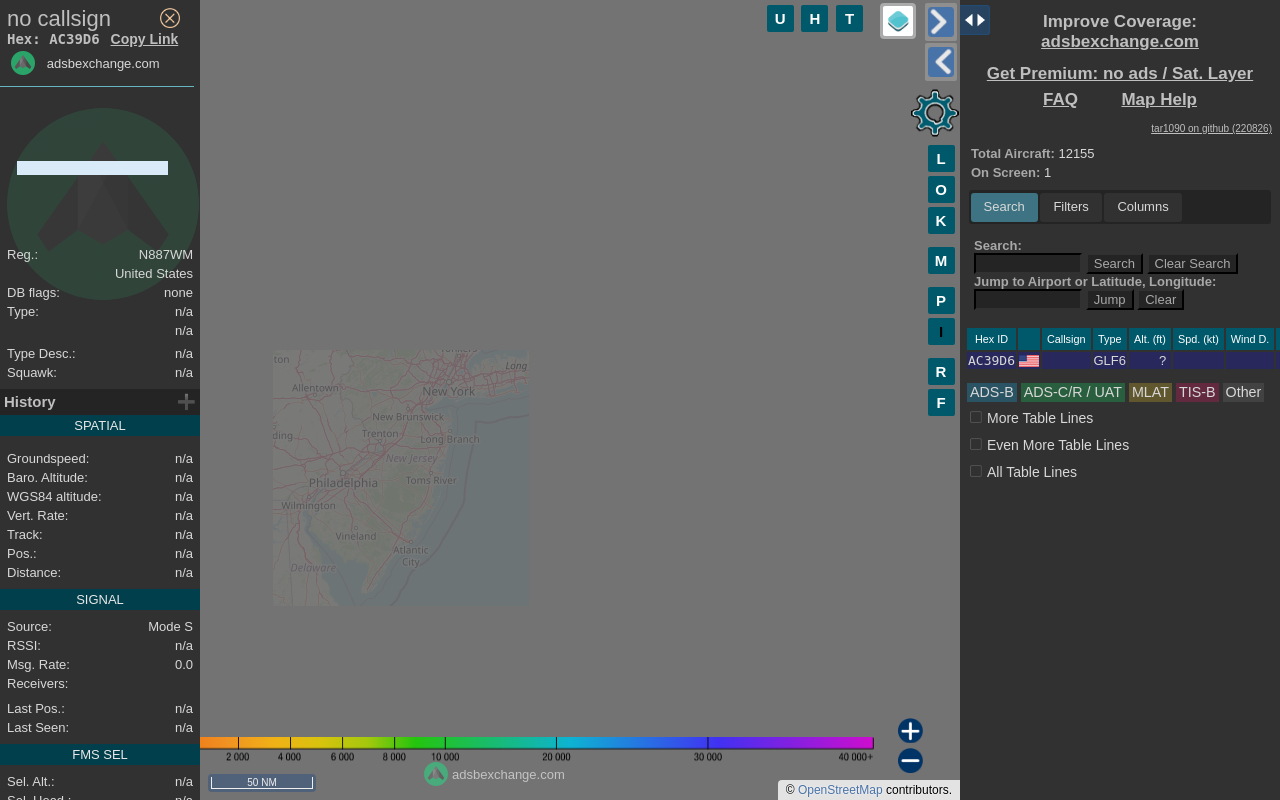 no callsign
Hex: AC39D6 Copy Link
adsbexchange.com
Reg.: N887WM
United States
DB flags: none
Type: n/a
n/a
Type Desc.: n/a
Squawk: n/a
History
SPATIAL
Groundspeed: n/a
Baro. Altitude: n/a
WGS84 altitude: n/a
Vert. Rate: n/a
Track: n/a
Pos.: n/a
Distance: n/a
SIGNAL
Source: Mode S
RSSI: n/a
Msg. Rate: 0.0
Receivers:
Last Pos.: n/a
Last Seen: n/a
FMS SEL
Sel. Alt.: n/a
Sel. Head.: n/a
U H T
L
O
K
M
P
I
R
F
Long
Allentown
New York
New Brunswick
Trenton
Long Branch
ding
New Jersey
Philadelphia
Toms River
Wilmington
Vineland
Atlantic
City
Delaware
2 000 4 000 6 000 8 000 10 000 20 000 30 000 40 000+
adsbexchange.com
50 NM
© OpenStreetMap contributors.
Improve Coverage:
adsbexchange.com
Get Premium: no ads / Sat. Layer
FAQ Map Help
tar1090 on github (220826)
Total Aircraft: 12155
On Screen: 1
Search Filters Columns
Search:
Search Clear Search
Jump to Airport or Latitude, Longitude:
Jump Clear
Hex ID Callsign Type Alt. (ft) Spd. (kt) Wind D.
AC39D6 GLF6 ?
ADS-B ADS-C/R / UAT MLAT TIS-B Other
More Table Lines
Even More Table Lines
All Table Lines